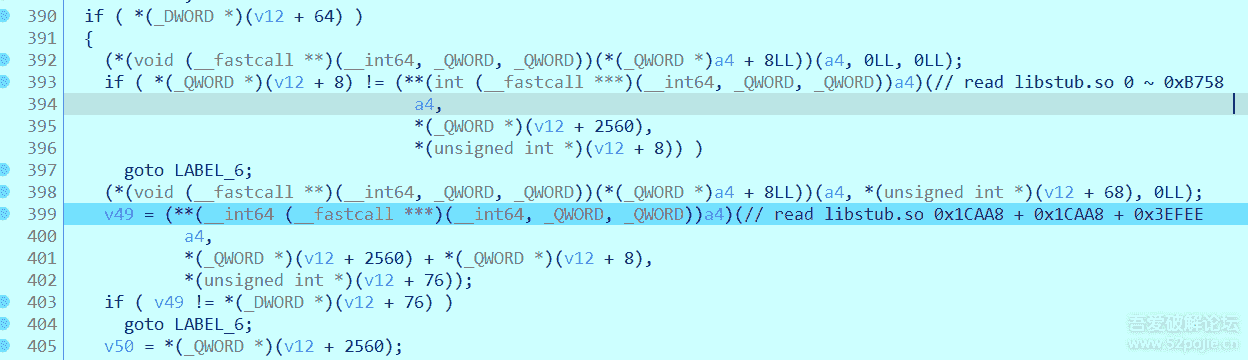 390 if ( *(_DWORD *)(v12 + 64) )
391 {
392 (*(void (__fastcall **)(__int64, _QWORD, _QWORD))(*(_QWORD *)a4 + 8LL))(a4, 0LL, 0LL);
393 if ( *(_QWORD *)(v12 + 8) != (**(int (__fastcall ***)(__int64, _QWORD, _QWORD))a4)(// read libstub.so 0 ~ 0xB758
394 a4,
395 *(_QWORD *)(v12 + 2560),
396 *(unsigned int *)(v12 + 8)) )
397 goto LABEL_6;
398 (*(void (__fastcall **)(__int64, _QWORD, _QWORD))(*(_QWORD *)a4 + 8LL))(a4, *(unsigned int *)(v12 + 68), 0LL);
399 v49 = (**(__int64 (__fastcall ***)(__int64, _QWORD, _QWORD))a4)(// read libstub.so 0x1CAA8 + 0x1CAA8 + 0x3EFEE
400 a4,
401 *(_QWORD *)(v12 + 2560) + *(_QWORD *)(v12 + 8),
402 *(unsigned int *)(v12 + 76));
403 if ( v49 != *(_DWORD *)(v12 + 76) )
404 goto LABEL_6;
405 v50 = *(_QWORD *)(v12 + 2560);
吾爱破解论坛
www.52pojie.cn